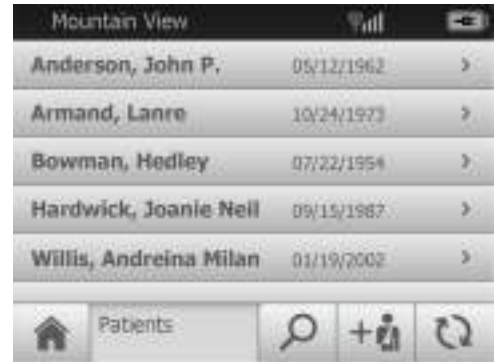 Mountain View
Anderson, John P. 05/12/1962 >
Armand, Lanre 10/24/1973 >
Bowman, Hedley 07/22/1954 >
Hardwick, Joanie Neil 09/15/1987 >
Willis, Andreina Milan 01/19/2002 >
Patients